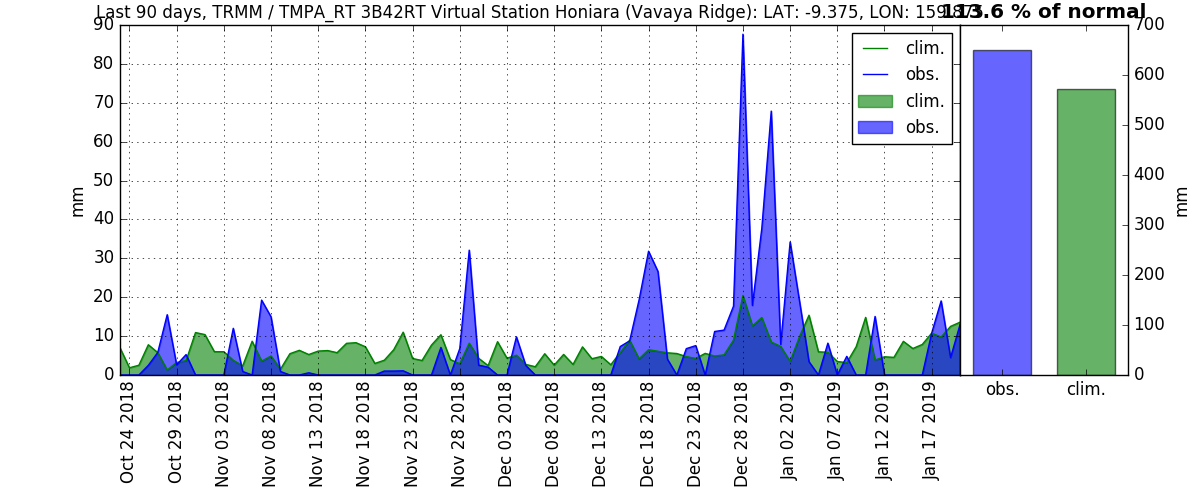 Last 90 days, TRMM / TMPA_RT 3B42RT Virtual Station Honiara (Vavaya Ridge): LAT: -9.375, LON: 159.875
113.6 % of normal
90
80
70
60
50
40
30
20
10
0
mm
clim.
obs.
clim.
obs.
Oct 24 2018
Oct 29 2018
Nov 03 2018
Nov 08 2018
Nov 13 2018
Nov 18 2018
Nov 23 2018
Nov 28 2018
Dec 03 2018
Dec 08 2018
Dec 13 2018
Dec 18 2018
Dec 23 2018
Dec 28 2018
Jan 02 2019
Jan 07 2019
Jan 12 2019
Jan 17 2019
700
600
500
400
300
200
100
0
mm
obs.
clim.